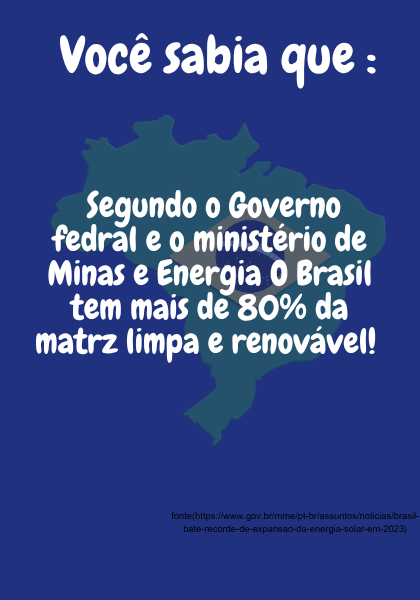 Você sabia que :
Segundo o Governo
fedral e o ministério de
Minas e Energia O Brasil
tem mais de 80% da
matrz limpa e renovável!
fonte(https://www.gov.br/mme/pt-br/assuntos/noticias/brasil-
bate-recorde-de-expansao-da-energia-solar-em-2023)